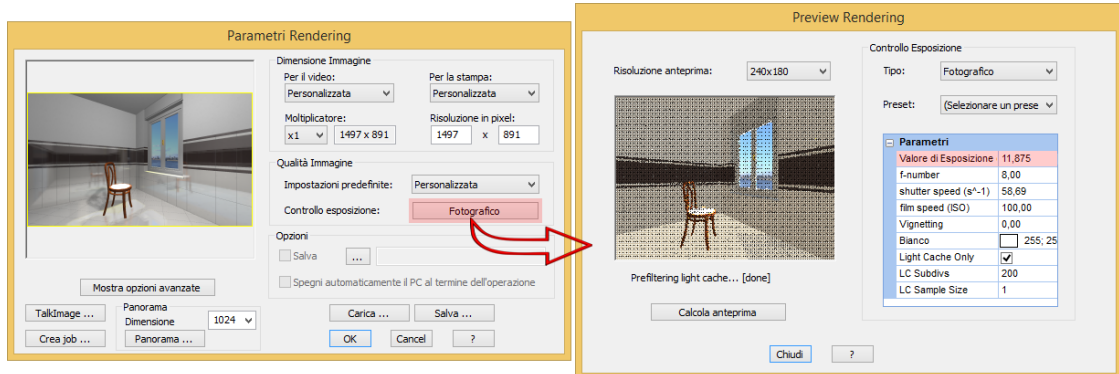 Parametri Rendering
Dimensione Immagine
Per il video:
Per la stampa:
Personalizzata
Personalizzata
Moltiplicatore:
Risoluzione in pixel:
x1
1497 x 891
1497 x 891
Qualità Immagine
Impostazioni predefinite:
Personalizzata
Controllo esposizione:
Fotografico
Opzioni
Salva
...
Spegni automaticamente il PC al termine dell'operazione
Mostra opzioni avanzate
TalkImage ...
Crea job ...
Panorama
Dimensione
1024
Panorama ...
Carica ...
Salva ...
OK
Cancel
?
Preview Rendering
Risoluzione anteprima:
240x180
Prefiltering light cache... [done]
Calcola anteprima
Controllo Esposizione
Tipo:
Fotografico
Preset:
(Selezionare un prese
Parametri
Valore di Esposizione 11,875
f-number 8,00
shutter speed (s^-1) 58,69
film speed (ISO) 100,00
Vignetting 0,00
Bianco 255; 25
Light Cache Only
LC Subdivs 200
LC Sample Size 1
Chiudi
?